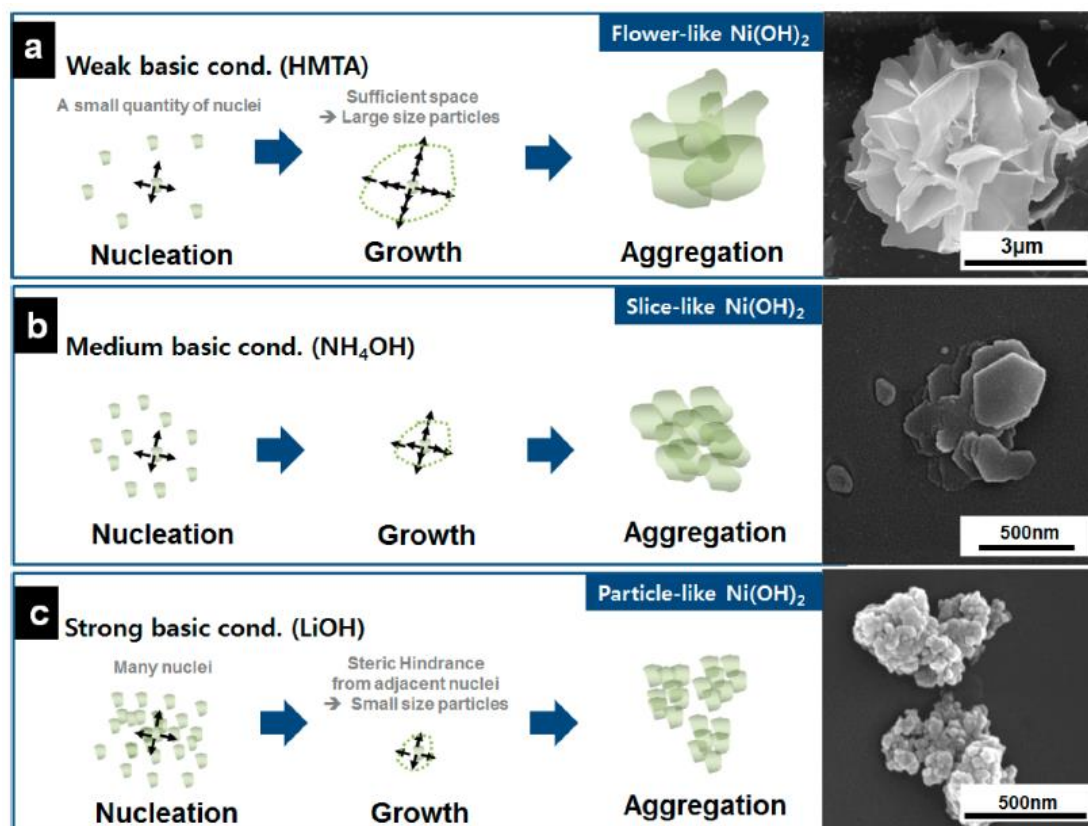 a
Flower-like Ni(OH)₂
Weak basic cond. (HMTA)
A small quantity of nuclei
Sufficient space
➔ Large size particles
Nucleation
Growth
Aggregation
3μm
b
Slice-like Ni(OH)₂
Medium basic cond. (NH₄OH)
Nucleation
Growth
Aggregation
500nm
c
Particle-like Ni(OH)₂
Strong basic cond. (LiOH)
Many nuclei
Steric Hindrance
from adjacent nuclei
➔ Small size particles
Nucleation
Growth
Aggregation
500nm